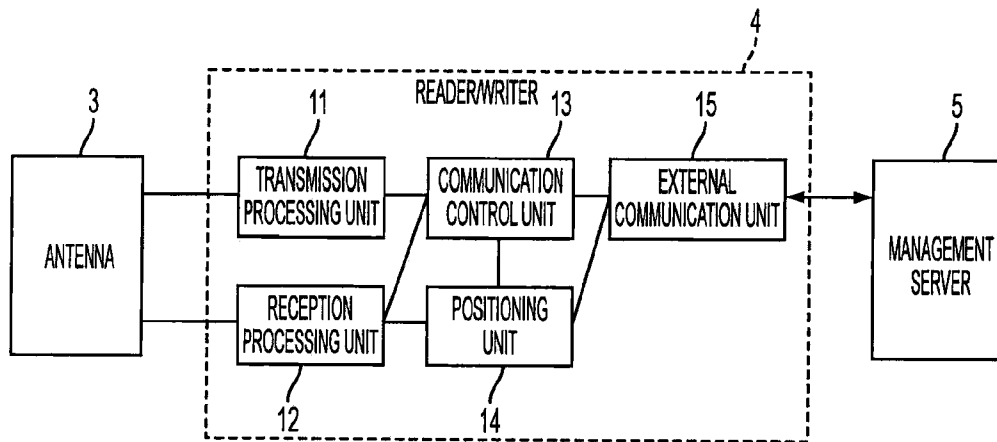 4
READER/WRITER
3
11
13
15
5
ANTENNA
TRANSMISSION
PROCESSING UNIT
COMMUNICATION
CONTROL UNIT
EXTERNAL
COMMUNICATION UNIT
MANAGEMENT
SERVER
RECEPTION
PROCESSING UNIT
POSITIONING
UNIT
12
14